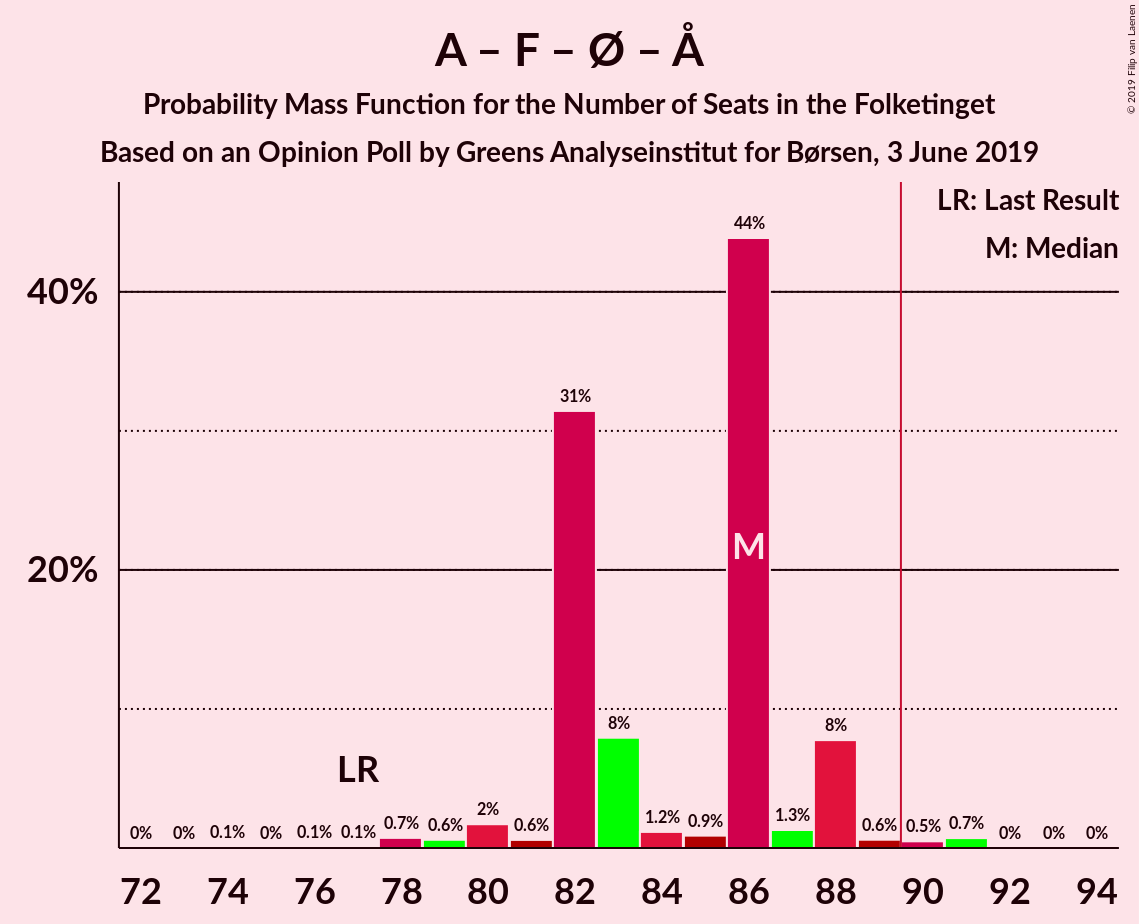 A – F – Ø – Å
Probability Mass Function for the Number of Seats in the Folketinget
Based on an Opinion Poll by Greens Analyseinstitut for Børsen, 3 June 2019
© 2019 Filip van Laenen
LR: Last Result
M: Median
40%
20%
0% 0% 0.1% 0% 0.1% 0.1% 0.7% 0.6% 2% 0.6% 31% 8% 1.2% 0.9% 44% 1.3% 8% 0.6% 0.5% 0.7% 0% 0% 0%
LR
M
72 74 76 78 80 82 84 86 88 90 92 94